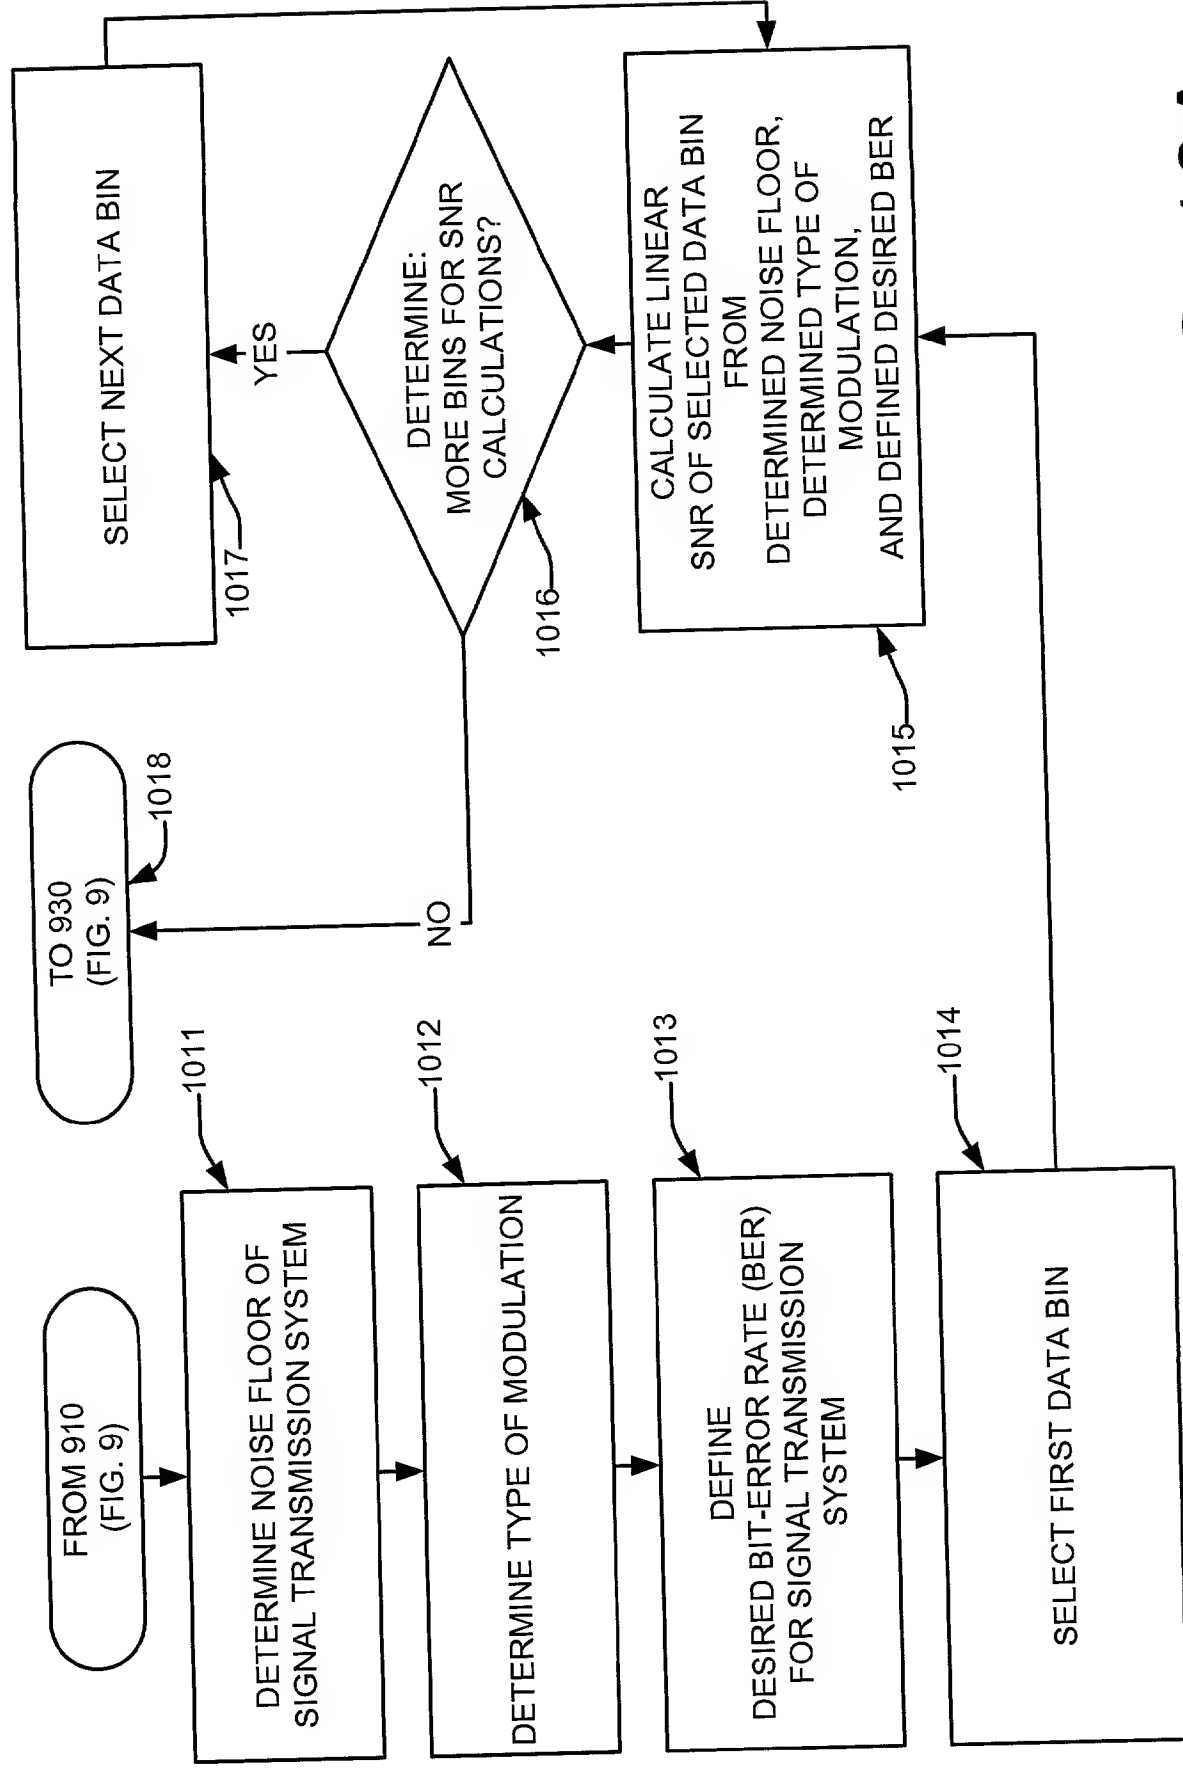 FROM 910
(FIG. 9)
1011
DETERMINE NOISE FLOOR OF
SIGNAL TRANSMISSION SYSTEM
1012
DETERMINE TYPE OF MODULATION
1013
DEFINE
DESIRED BIT-ERROR RATE (BER)
FOR SIGNAL TRANSMISSION
SYSTEM
1014
SELECT FIRST DATA BIN
TO 930
(FIG. 9)
1018
NO
SELECT NEXT DATA BIN
1017
YES
DETERMINE:
MORE BINS FOR SNR
CALCULATIONS?
1016
CALCULATE LINEAR
SNR OF SELECTED DATA BIN
FROM
DETERMINED NOISE FLOOR,
DETERMINED TYPE OF
MODULATION,
AND DEFINED DESIRED BER
1015